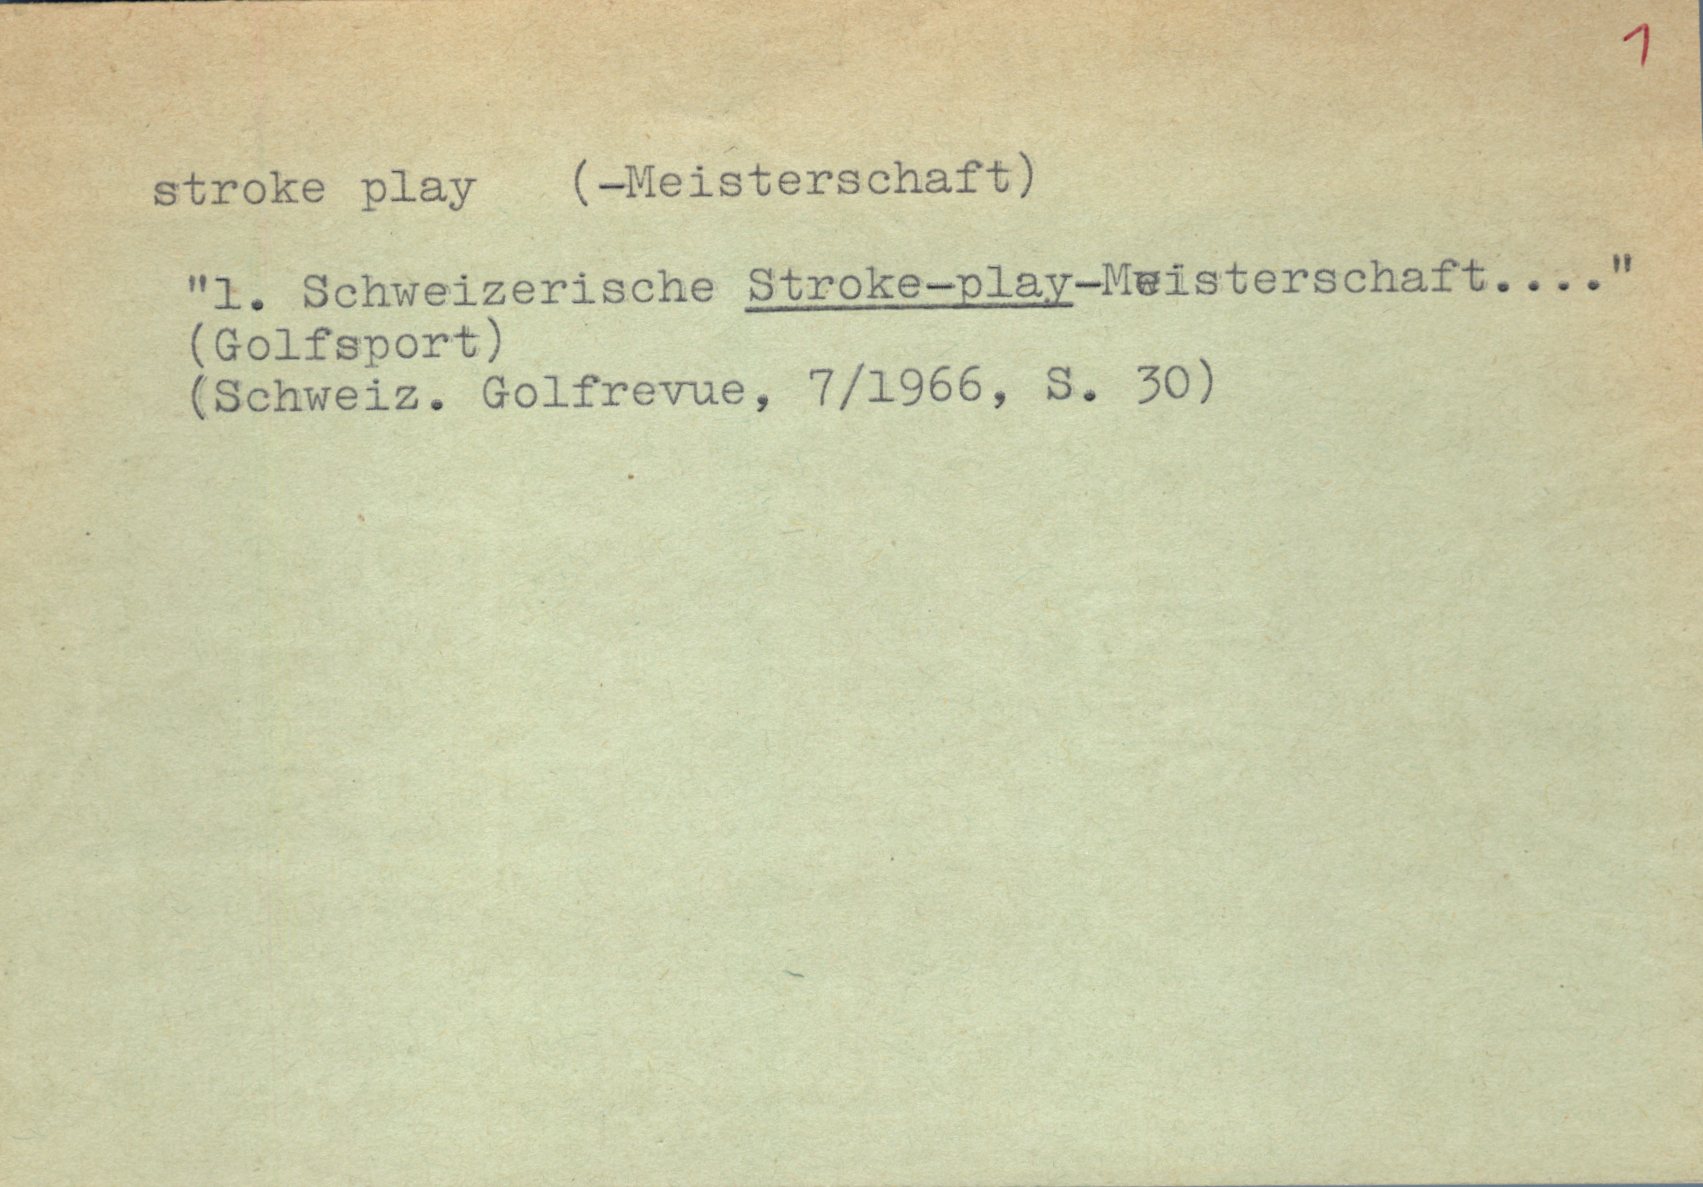 1
stroke play (-Meisterschaft)
"1. Schweizerische Stroke-play-Meisterschaft...."
(Golfsport)
(Schweiz. Golfrevue, 7/1966, S. 30)